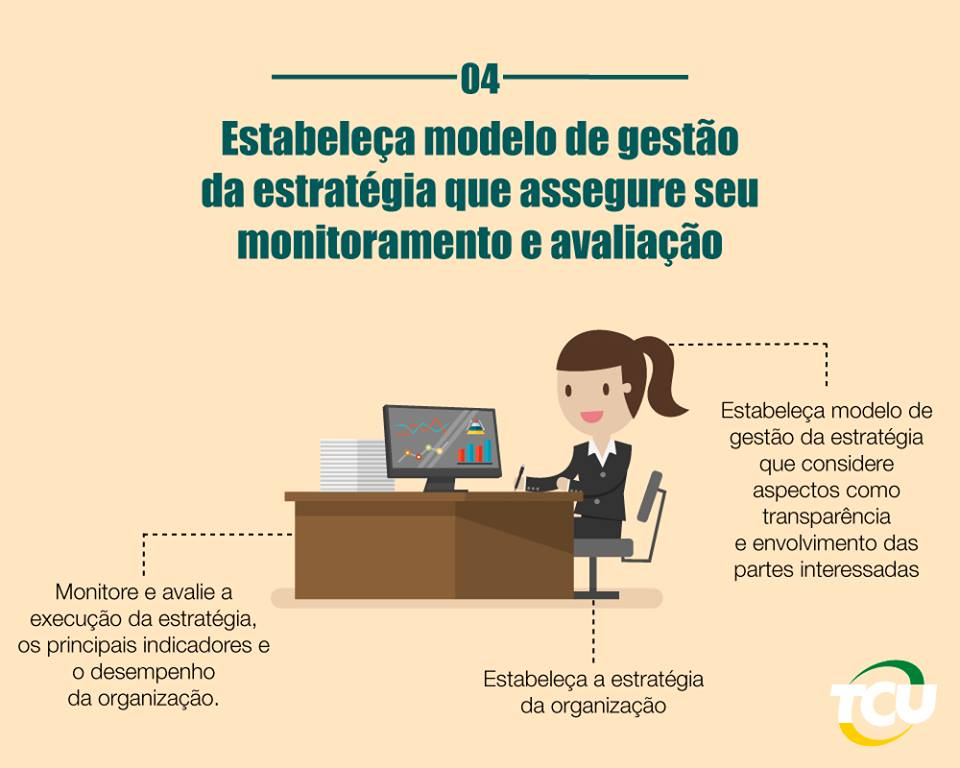 04
Estabeleça modelo de gestão
da estratégia que assegure seu
monitoramento e avaliação
Estabeleça modelo de
gestão da estratégia
que considere
aspectos como
transparência
e envolvimento das
partes interessadas
Monitore e avalie a
execução da estratégia,
os principais indicadores e
o desempenho
da organização.
Estabeleça a estratégia
da organização
TCU